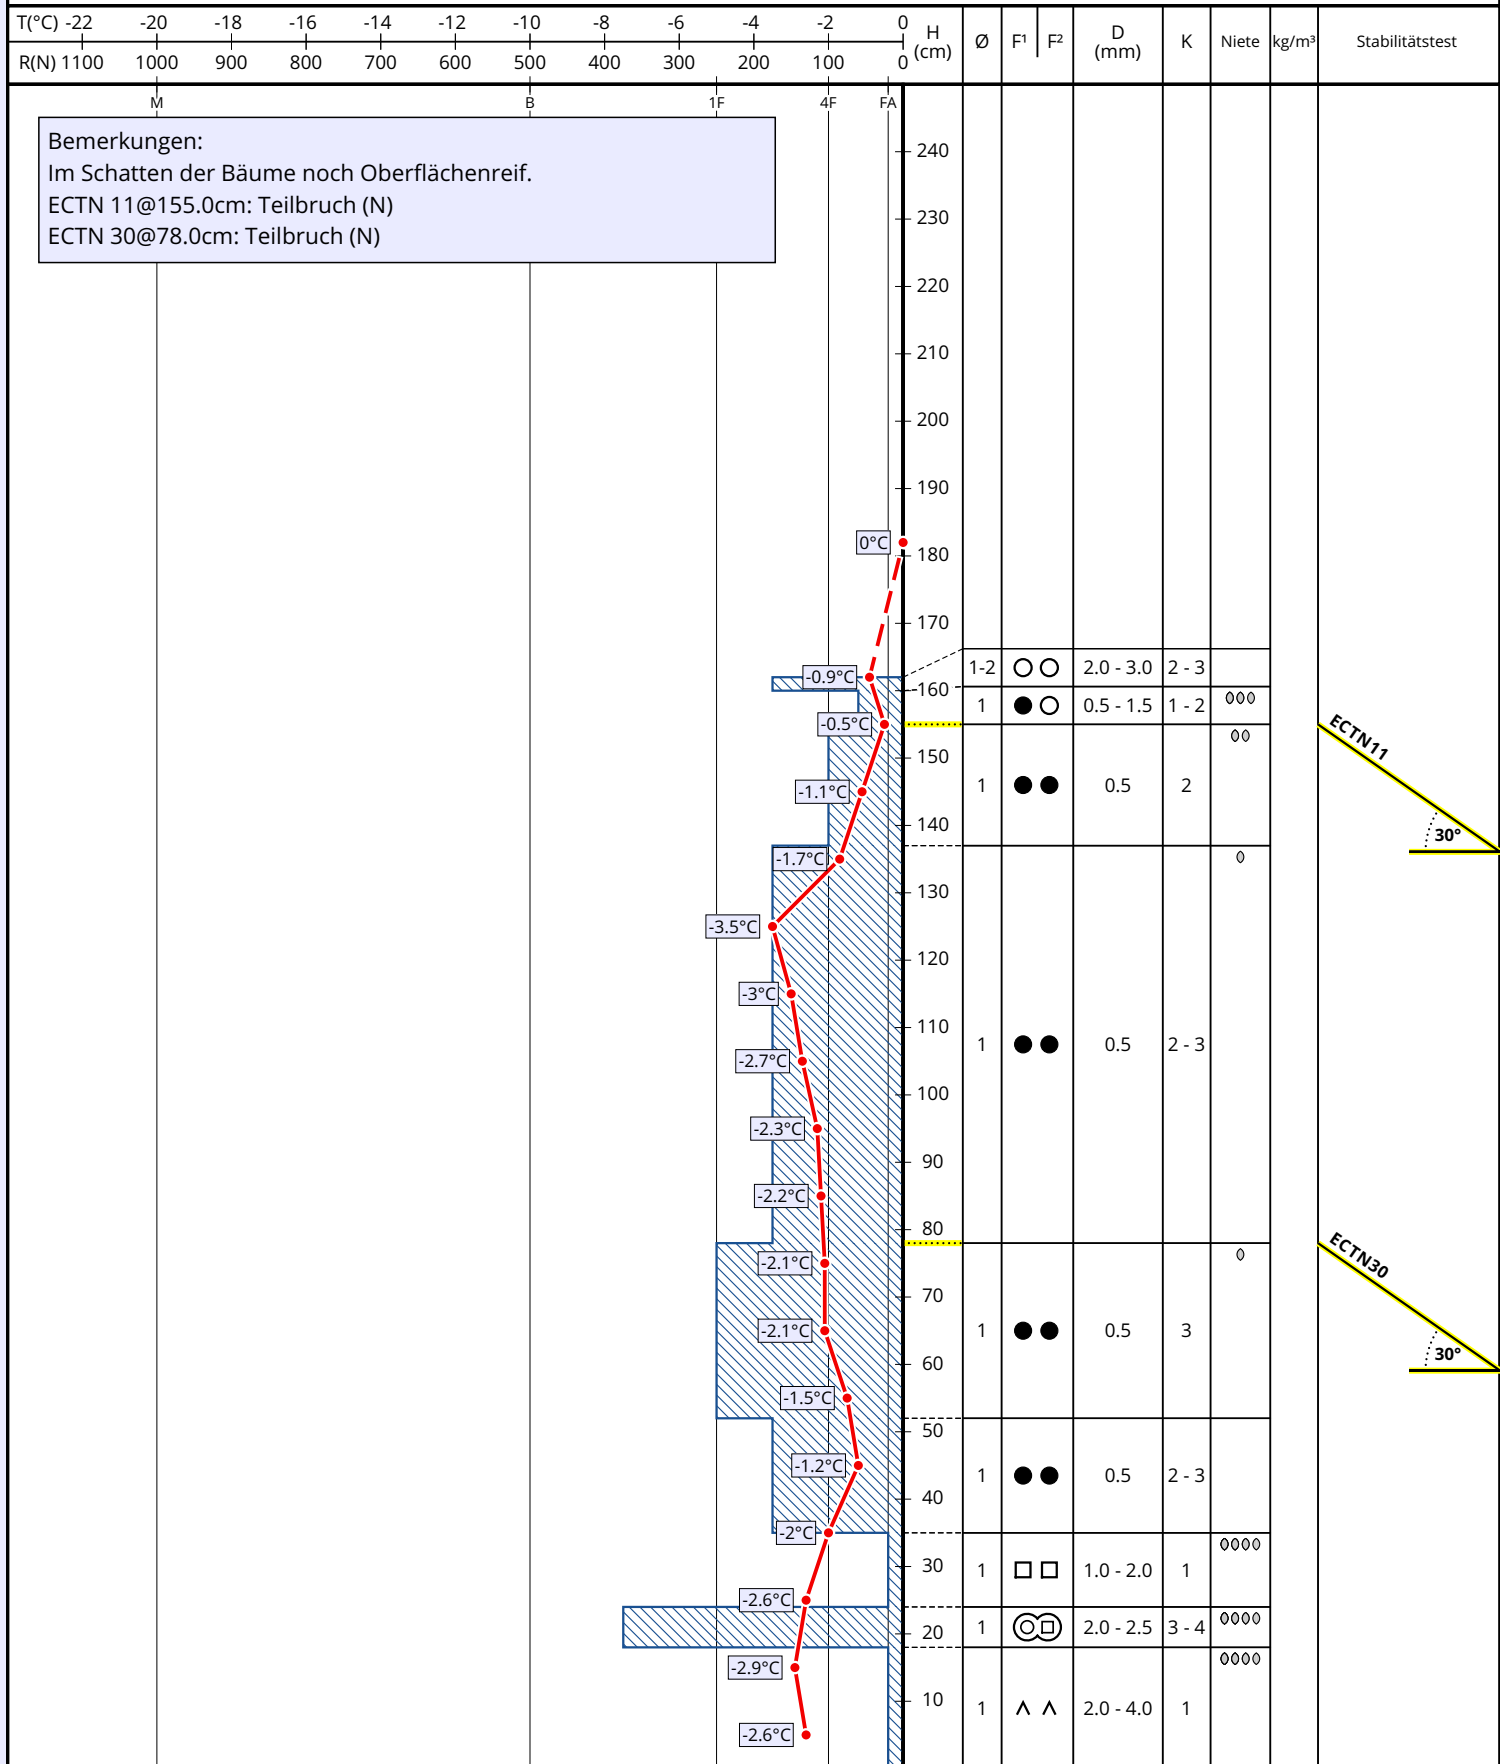 T(°C) -22 -20 -18 -16 -14 -12 -10 -8 -6 -4 -2 0
R(N) 1100 1000 900 800 700 600 500 400 300 200 100 0
H (cm) Ø F¹ F² D (mm) K Niete kg/m³ Stabilitätstest
M B 1F 4F FA
Bemerkungen:
Im Schatten der Bäume noch Oberflächenreif.
ECTN 11@155.0cm: Teilbruch (N)
ECTN 30@78.0cm: Teilbruch (N)
240
230
220
210
200
190
0°C
180
170
1-2 2.0 - 3.0 2 - 3
-0.9°C
160
1 0.5 - 1.5 1 - 2
-0.5°C
ECTN11
150
1 0.5 2
-1.1°C
140
30°
-1.7°C
130
-3.5°C
120
-3°C
110
1 0.5 2 - 3
-2.7°C
100
-2.3°C
90
-2.2°C
80
ECTN30
-2.1°C
70
-2.1°C
1 0.5 3
30°
60
-1.5°C
50
-1.2°C
1 0.5 2 - 3
40
-2°C
30
1 1.0 - 2.0 1
-2.6°C
20
1 2.0 - 2.5 3 - 4
-2.9°C
10
1 2.0 - 4.0 1
-2.6°C